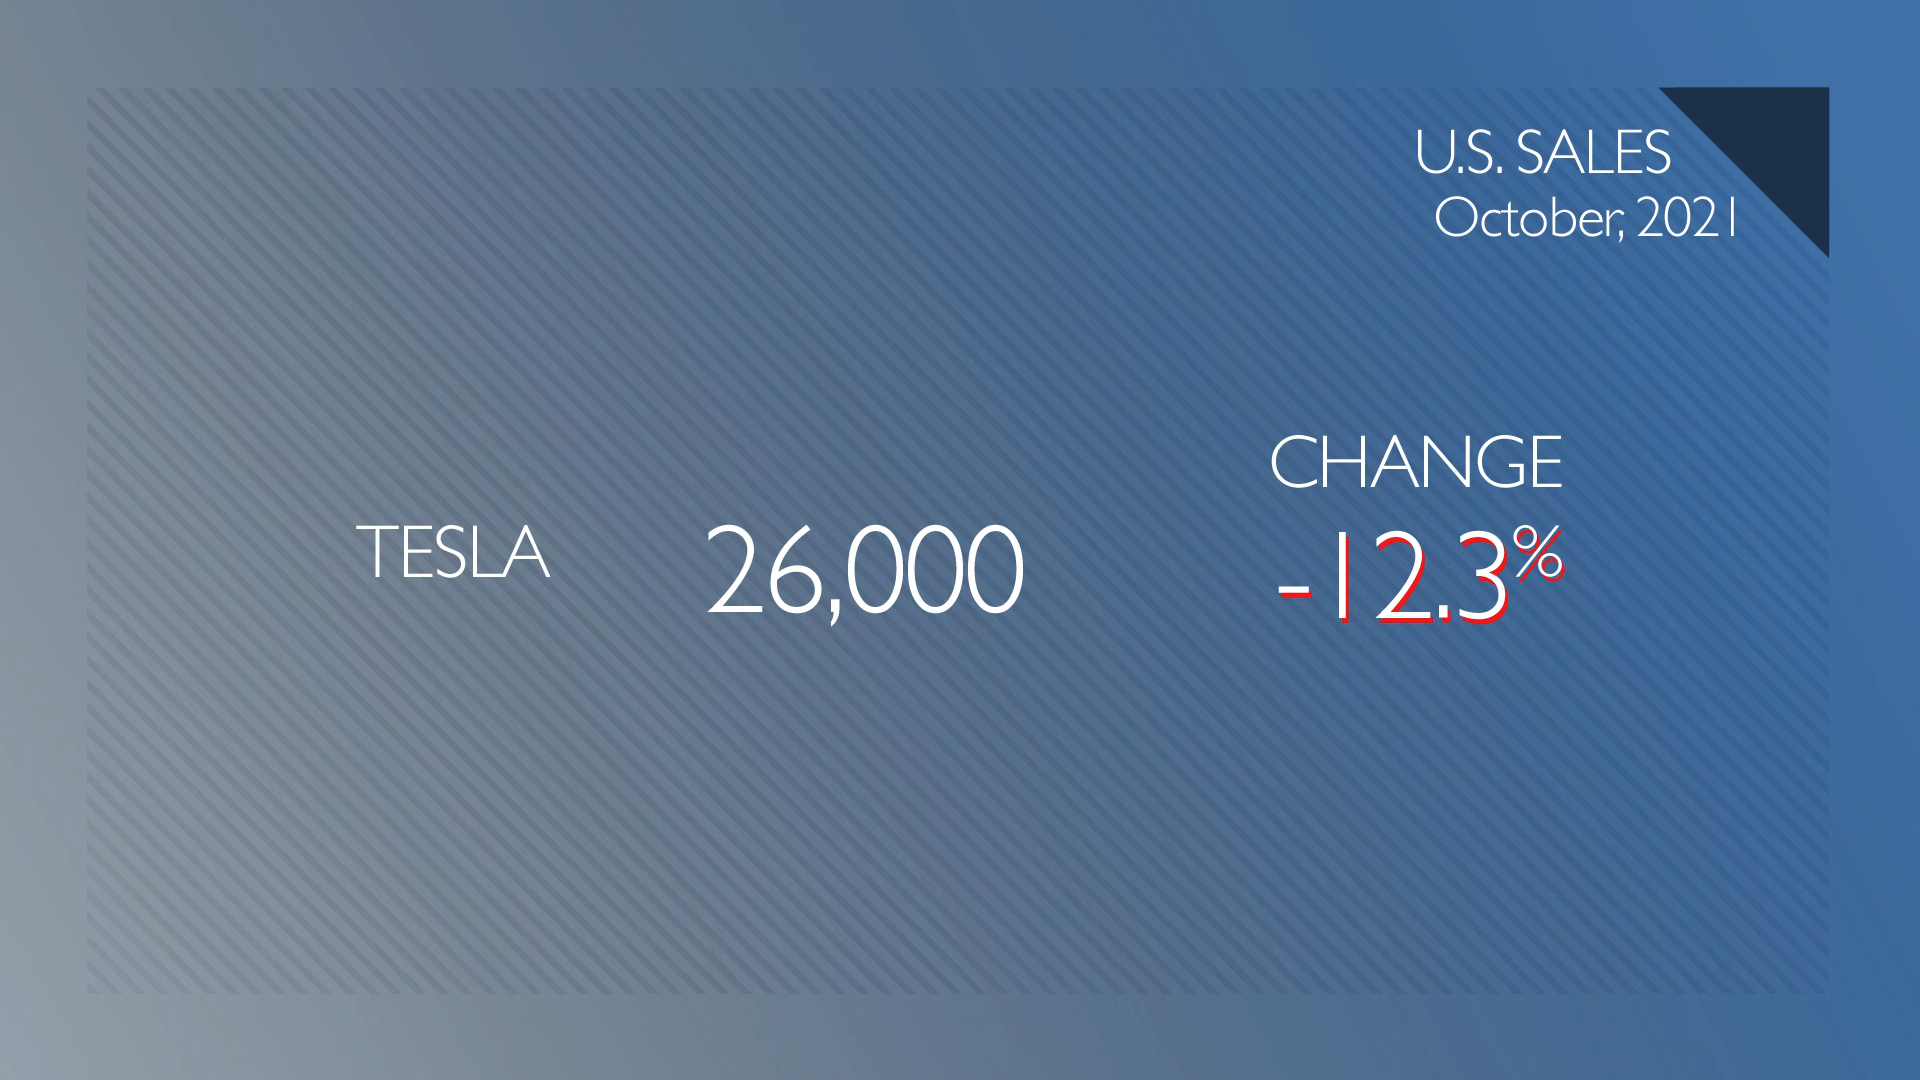 U.S. SALES
October, 2021
CHANGE
TESLA 26,000 -12.3%